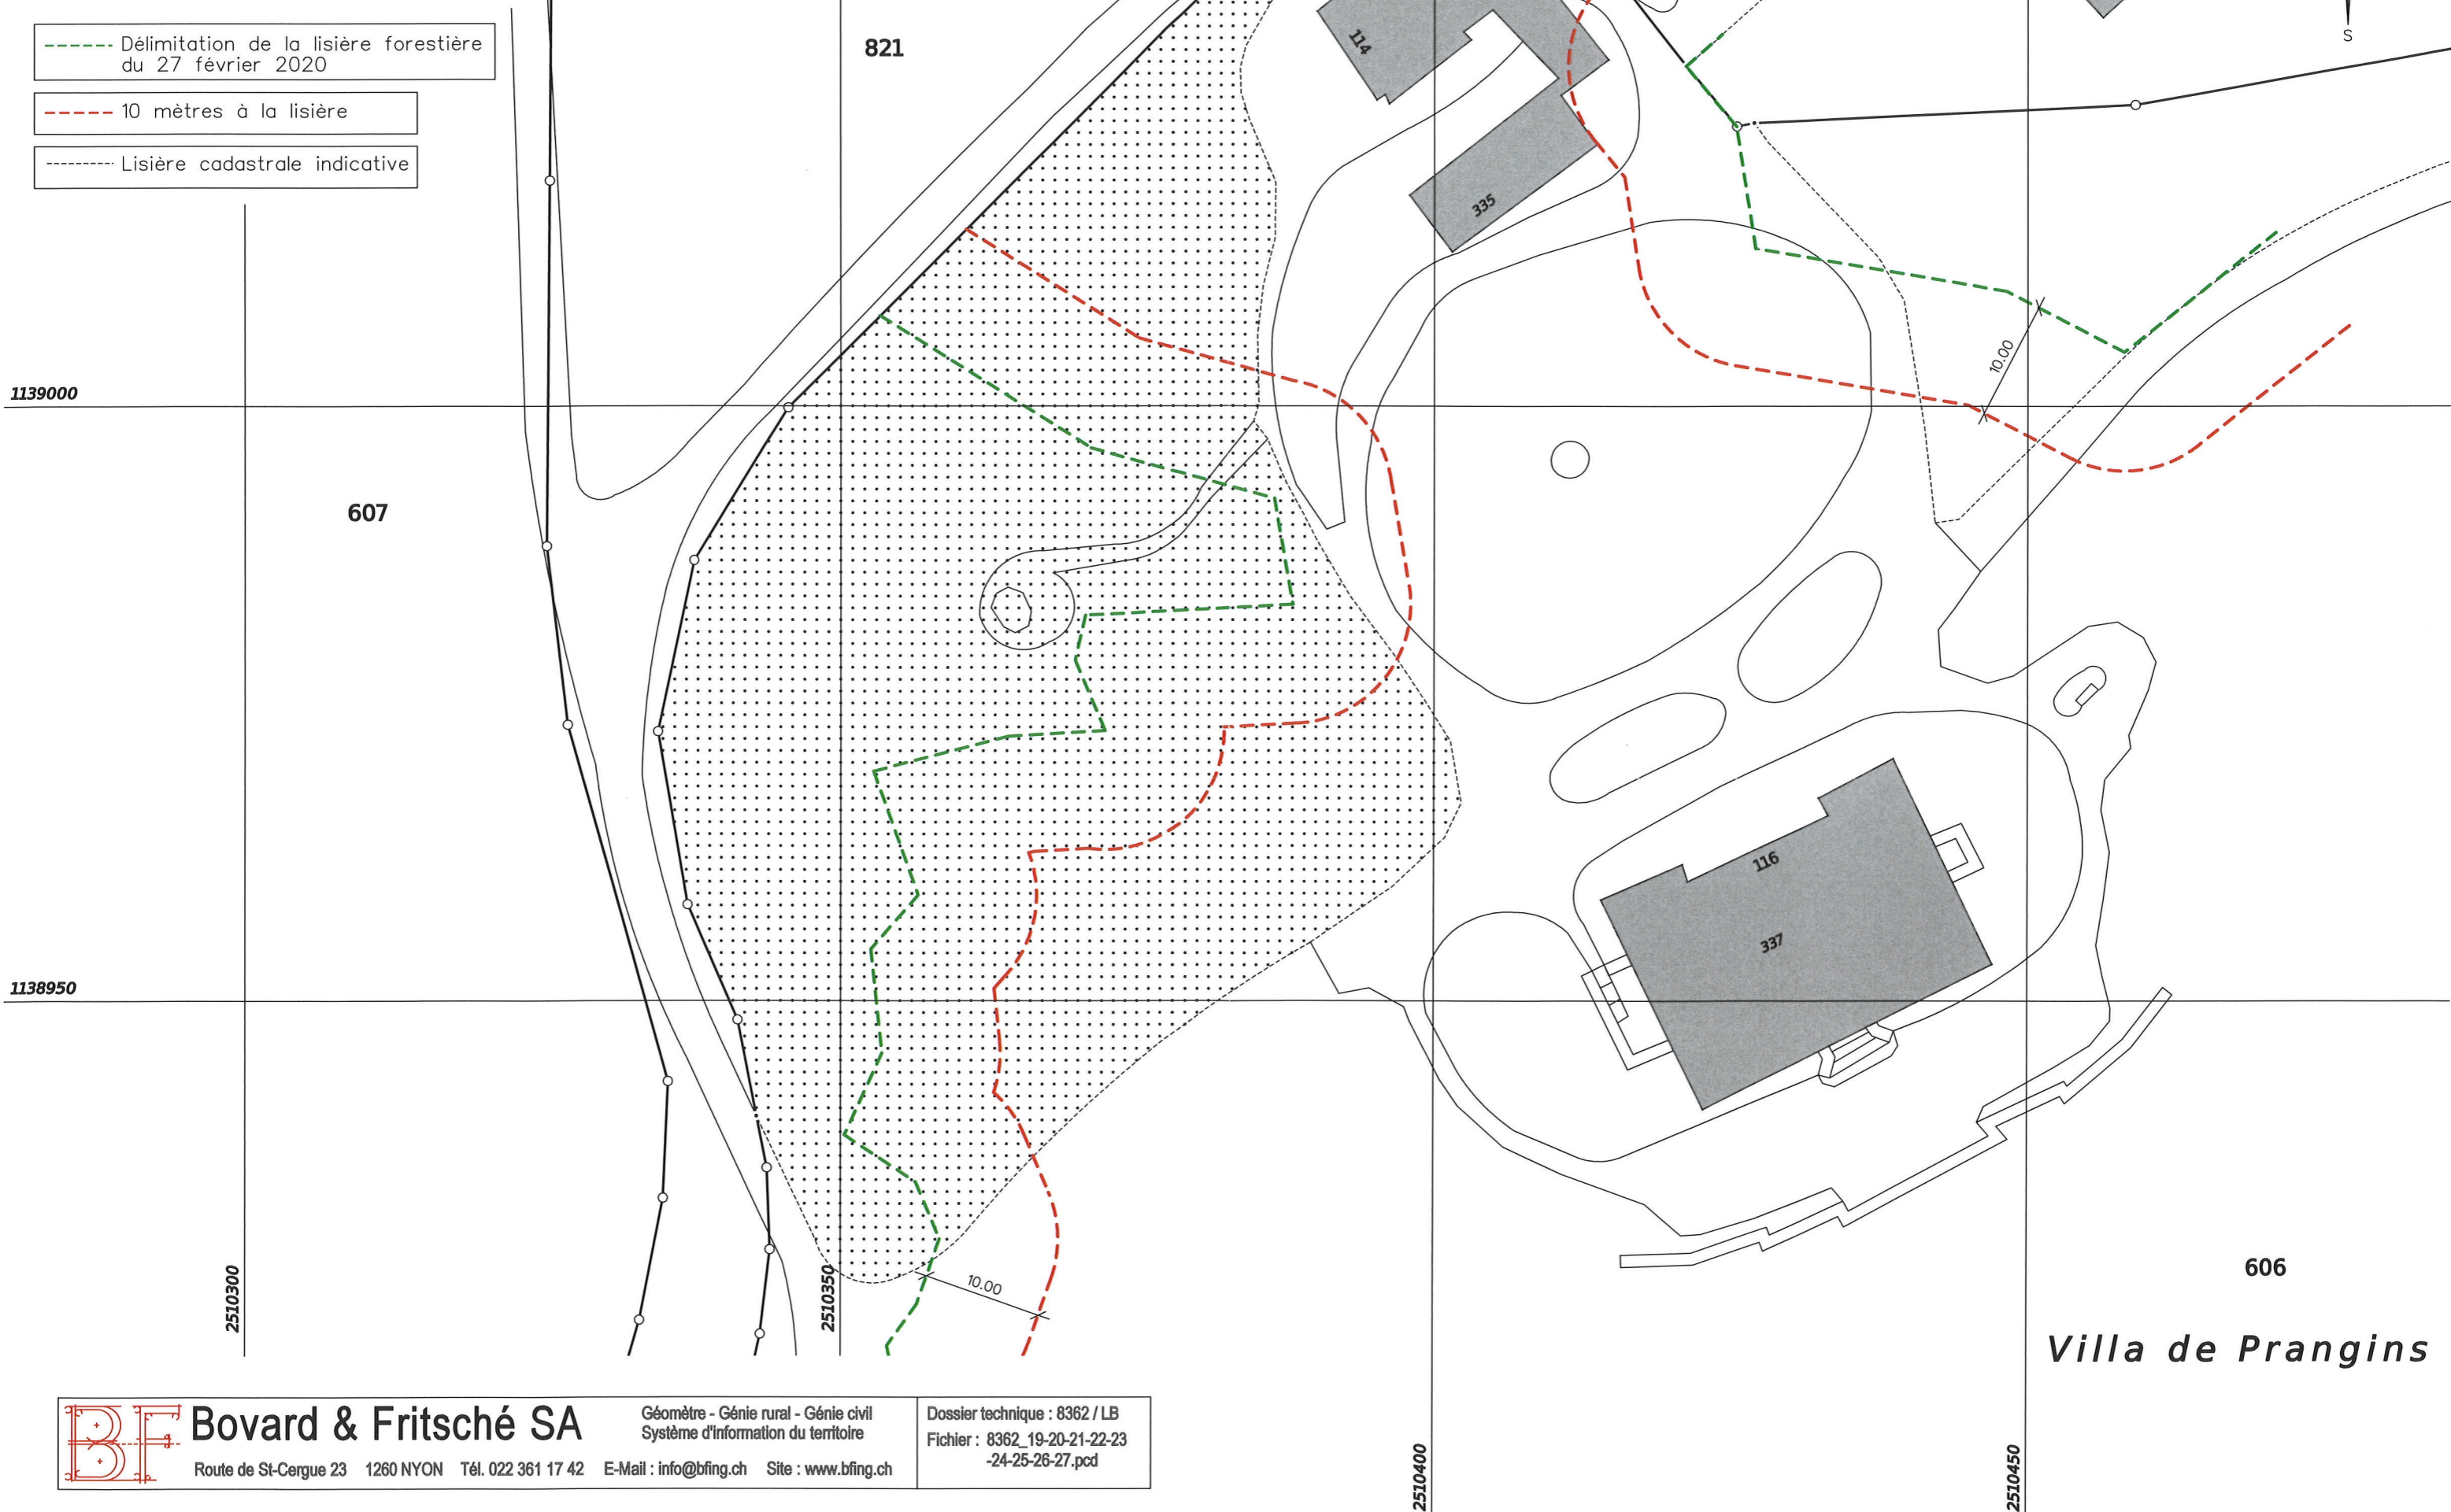 Délimitation de la lisière forestière
du 27 février 2020
10 mètres à la lisière
Lisière cadastrale indicative
821
114
335
S
1139000
10.00
607
116
337
1138950
2510300
2510350
10.00
606
Villa de Prangins
2510400
2510450
BF
Bovard & Fritsché SA
Géomètre - Génie rural - Génie civil
Système d'information du territoire
Route de St-Cergue 23 1260 NYON Tél. 022 361 17 42 E-Mail : info@bfing.ch Site : www.bfing.ch
Dossier technique : 8362 / LB
Fichier : 8362_19-20-21-22-23
-24-25-26-27.pcd